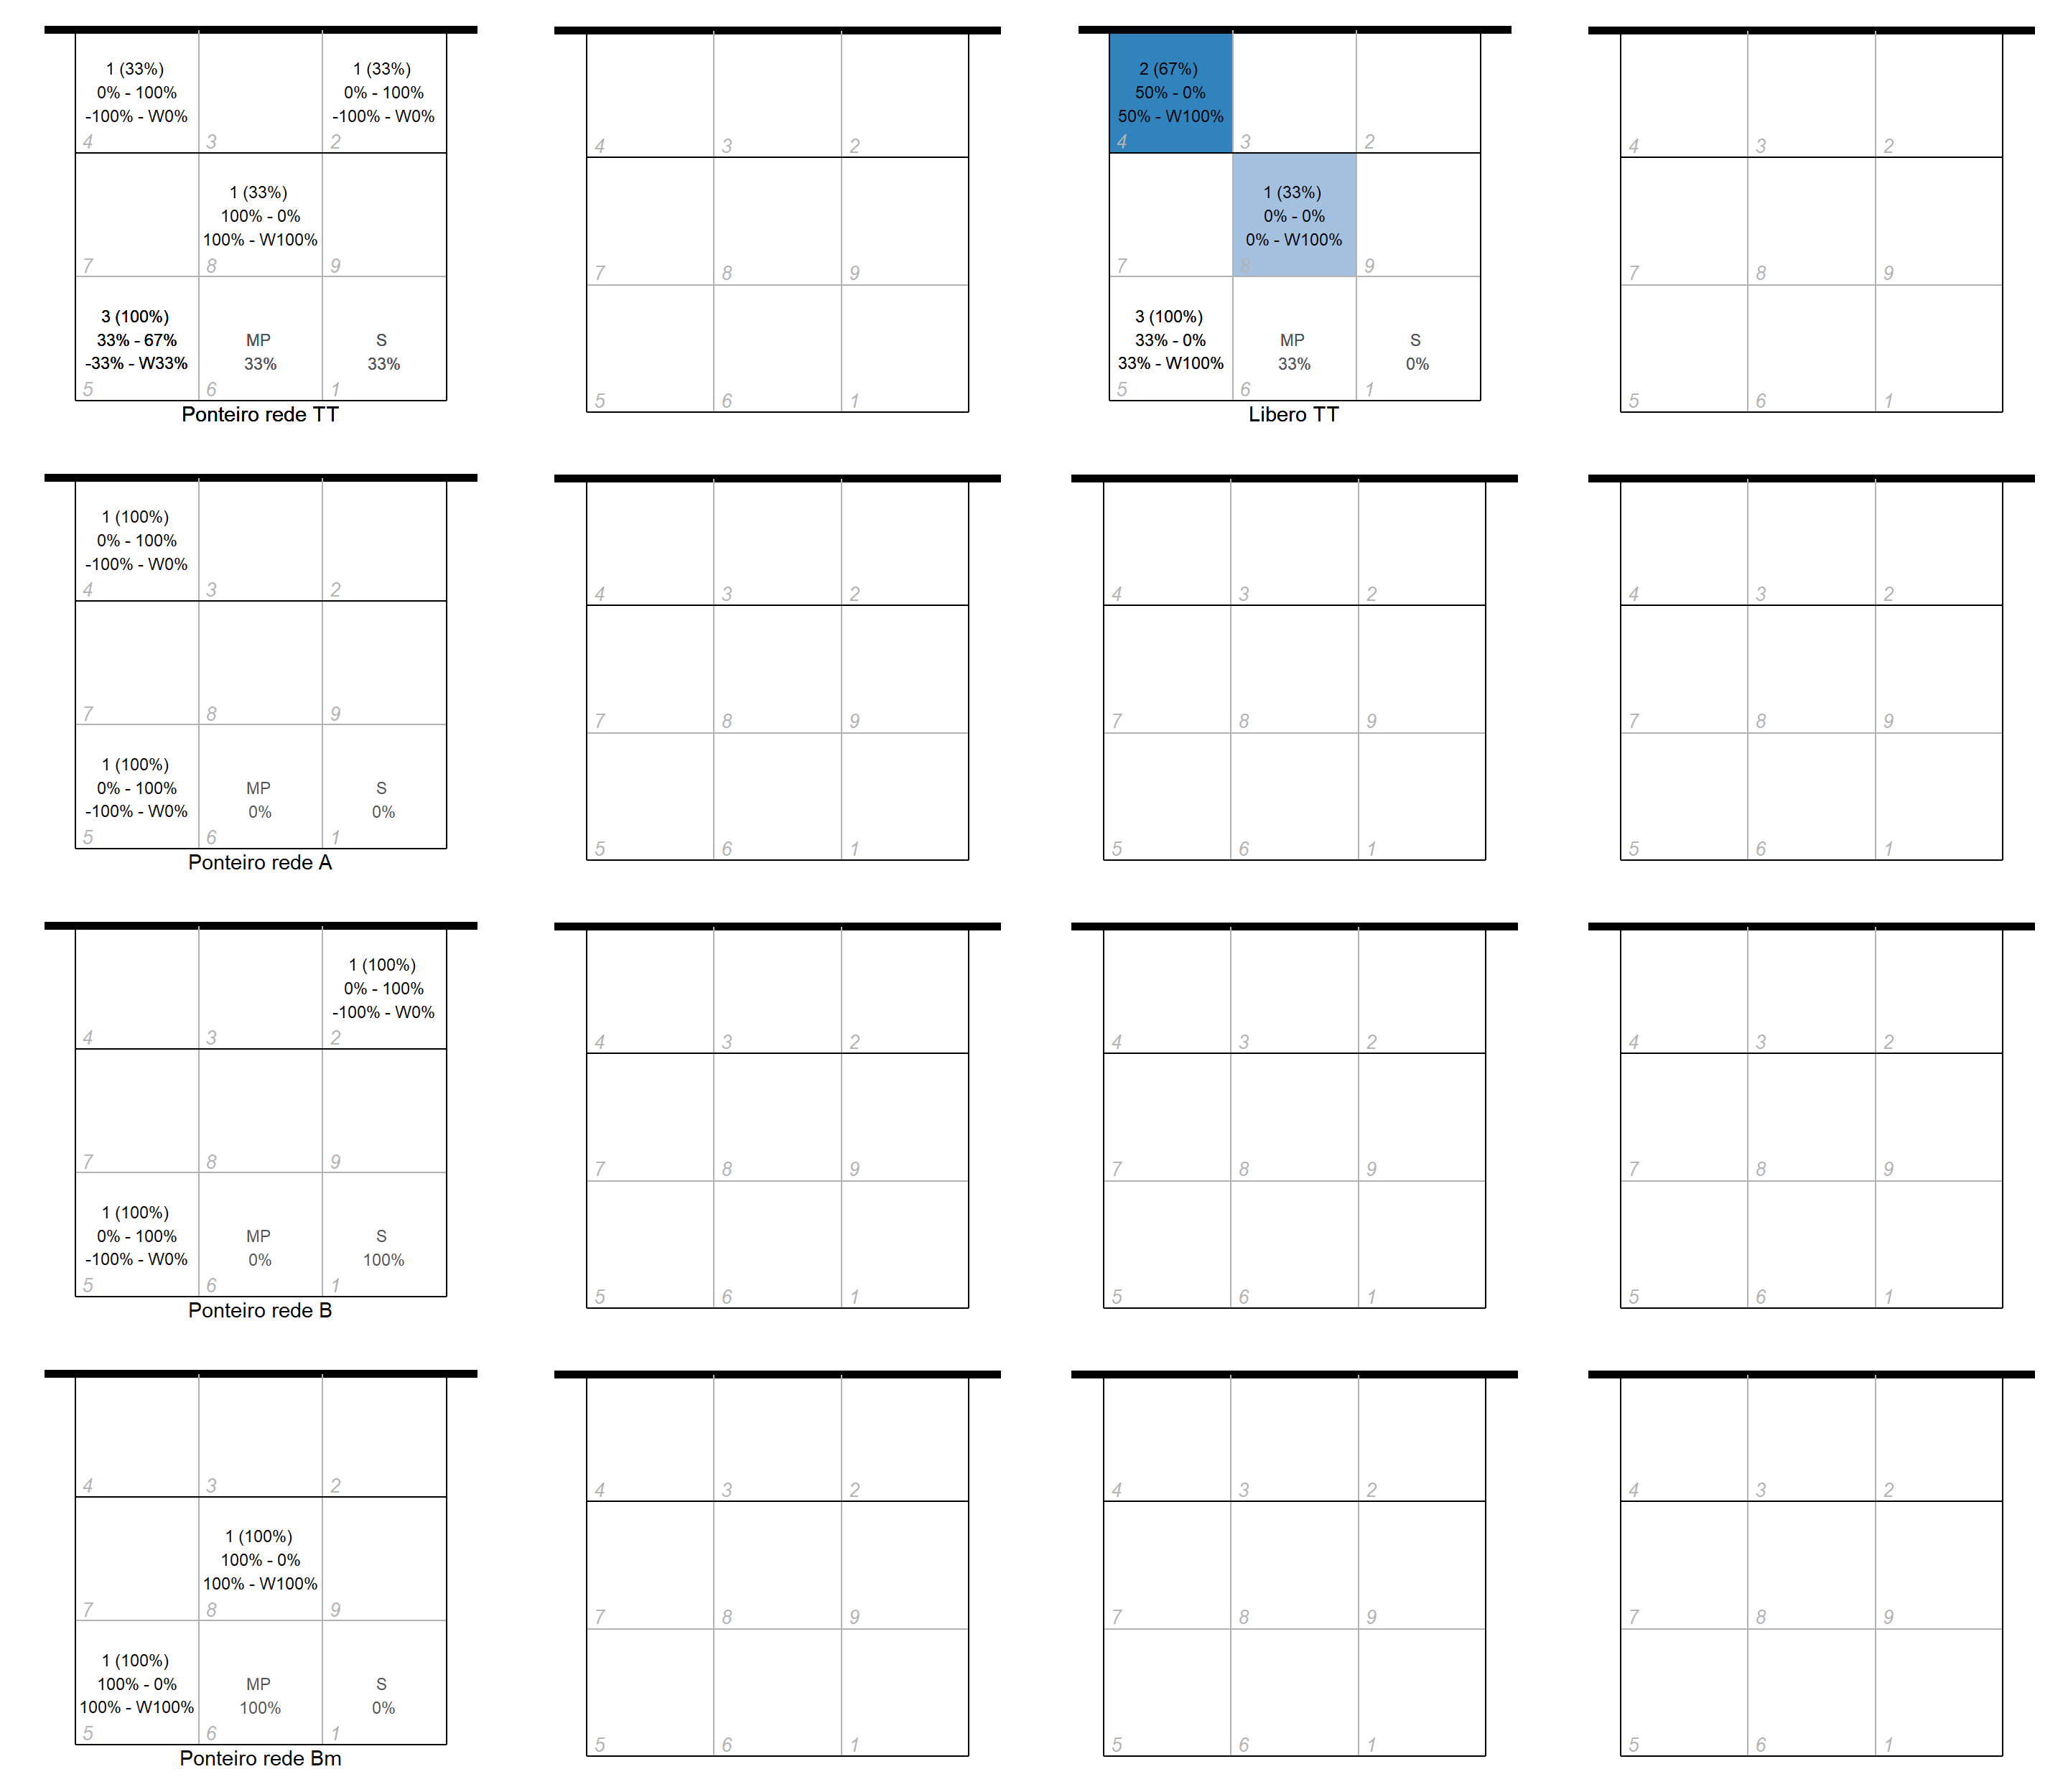 1 (33%)
0% - 100%
-100% - W0%
1 (33%)
0% - 100%
-100% - W0%
4 3 2
1 (33%)
100% - 0%
100% - W100%
7 8 9
3 (100%)
33% - 67%
-33% - W33%
MP
33%
S
33%
5 6 1
Ponteiro rede TT
4 3 2
7 8 9
5 6 1
2 (67%)
50% - 0%
50% - W100%
4 3 2
1 (33%)
0% - 0%
0% - W100%
7 8 9
3 (100%)
33% - 0%
33% - W100%
MP
33%
S
0%
5 6 1
Libero TT
4 3 2
7 8 9
5 6 1
1 (100%)
0% - 100%
-100% - W0%
4 3 2
7 8 9
1 (100%)
0% - 100%
-100% - W0%
MP
0%
S
0%
5 6 1
Ponteiro rede A
4 3 2
7 8 9
5 6 1
4 3 2
7 8 9
5 6 1
4 3 2
7 8 9
5 6 1
1 (100%)
0% - 100%
-100% - W0%
4 3 2
7 8 9
1 (100%)
0% - 100%
-100% - W0%
MP
0%
S
100%
5 6 1
Ponteiro rede B
4 3 2
7 8 9
5 6 1
4 3 2
7 8 9
5 6 1
4 3 2
7 8 9
5 6 1
4 3 2
1 (100%)
100% - 0%
100% - W100%
7 8 9
1 (100%)
100% - 0%
100% - W100%
MP
100%
S
0%
5 6 1
Ponteiro rede Bm
4 3 2
7 8 9
5 6 1
4 3 2
7 8 9
5 6 1
4 3 2
7 8 9
5 6 1